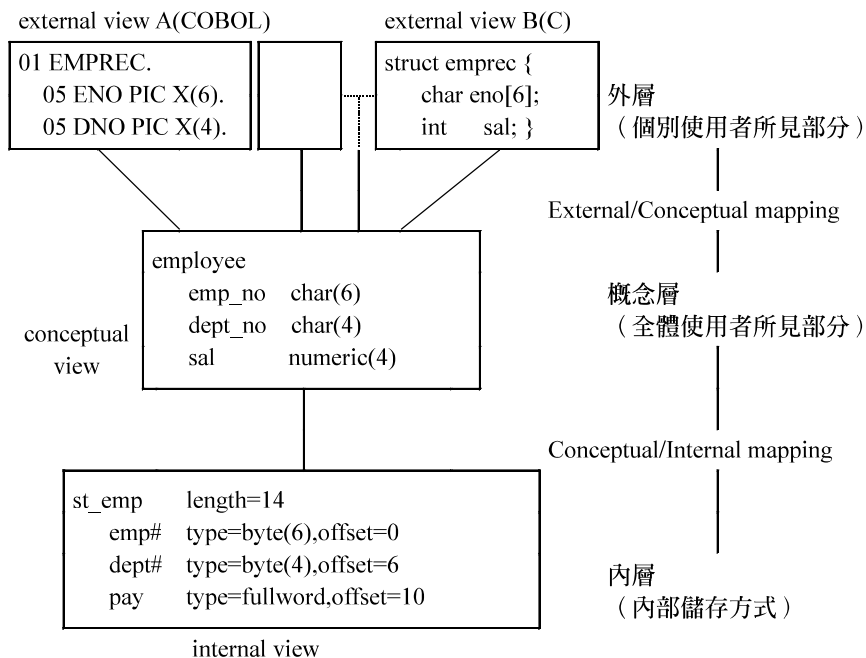 external view A(COBOL)
external view B(C)
01 EMPREC.
05 ENO PIC X(6).
05 DNO PIC X(4).
struct emprec {
char eno[6];
int sal; }
外層
（個別使用者所見部分）
External/Conceptual mapping
employee
emp_no char(6)
dept_no char(4)
sal numeric(4)
conceptual
view
概念層
（全體使用者所見部分）
Conceptual/Internal mapping
st_emp length=14
emp# type=byte(6),offset=0
dept# type=byte(4),offset=6
pay type=fullword,offset=10
internal view
內層
（內部儲存方式）